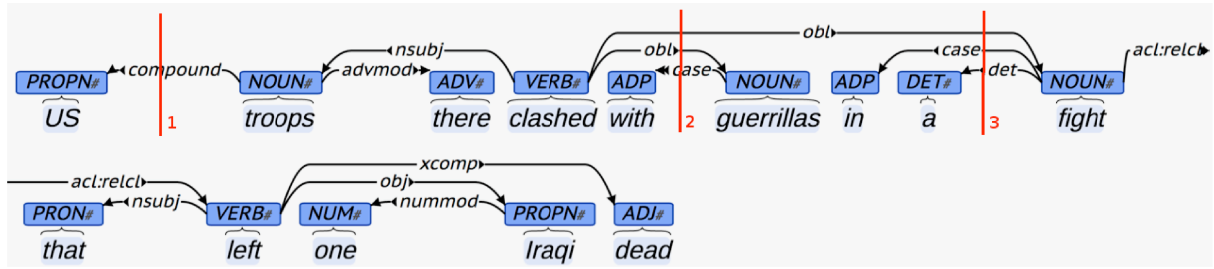 obl
nsubj obl case acl:relcl
compound advmod case det
PROPN# NOUN# ADV# VERB# ADP NOUN# ADP DET# NOUN#
US troops there clashed with guerrillas in a fight
1 2 3
xcomp
acl:relcl obj
nsubj nummod
PRON# VERB# NUM# PROPN# ADJ#
that left one Iraqi dead